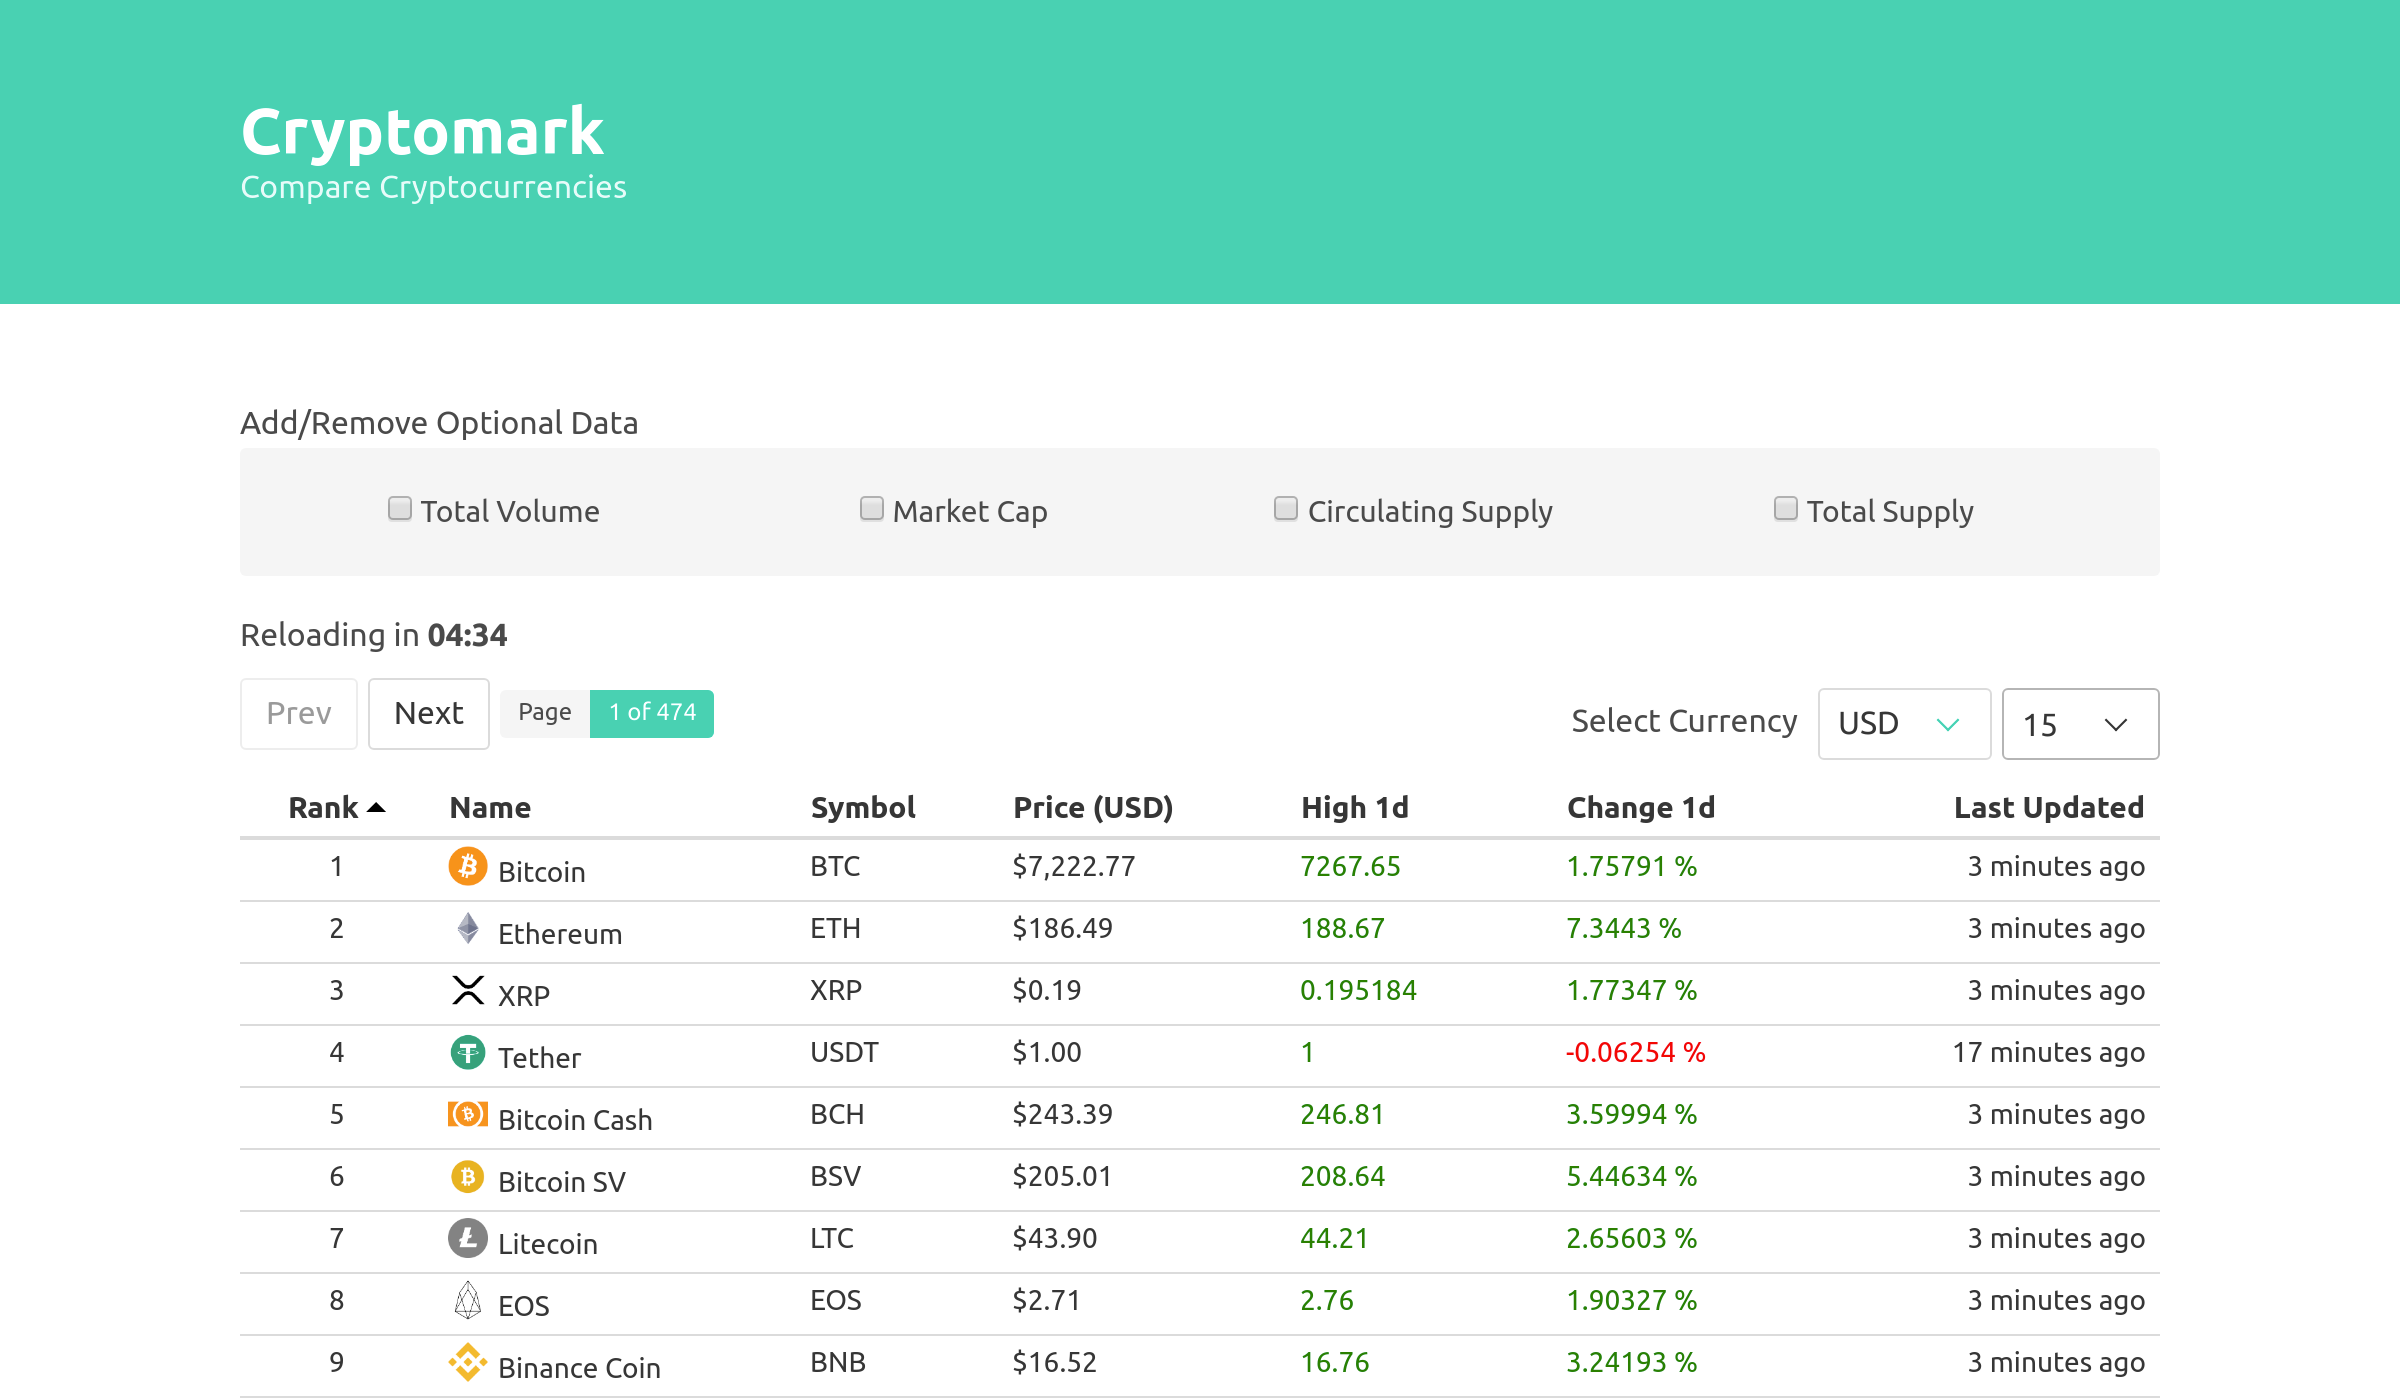 Cryptomark
Compare Cryptocurrencies
Add/Remove Optional Data
Total Volume Market Cap Circulating Supply Total Supply
Reloading in 04:34
Prev Next Page 1 of 474 Select Currency USD 15
Rank Name Symbol Price (USD) High 1d Change 1d Last Updated
1 Bitcoin BTC $7,222.77 7267.65 1.75791 % 3 minutes ago
2 Ethereum ETH $186.49 188.67 7.3443 % 3 minutes ago
3 XRP XRP $0.19 0.195184 1.77347 % 3 minutes ago
4 Tether USDT $1.00 1 -0.06254 % 17 minutes ago
5 Bitcoin Cash BCH $243.39 246.81 3.59994 % 3 minutes ago
6 Bitcoin SV BSV $205.01 208.64 5.44634 % 3 minutes ago
7 Litecoin LTC $43.90 44.21 2.65603 % 3 minutes ago
8 EOS EOS $2.71 2.76 1.90327 % 3 minutes ago
9 Binance Coin BNB $16.52 16.76 3.24193 % 3 minutes ago